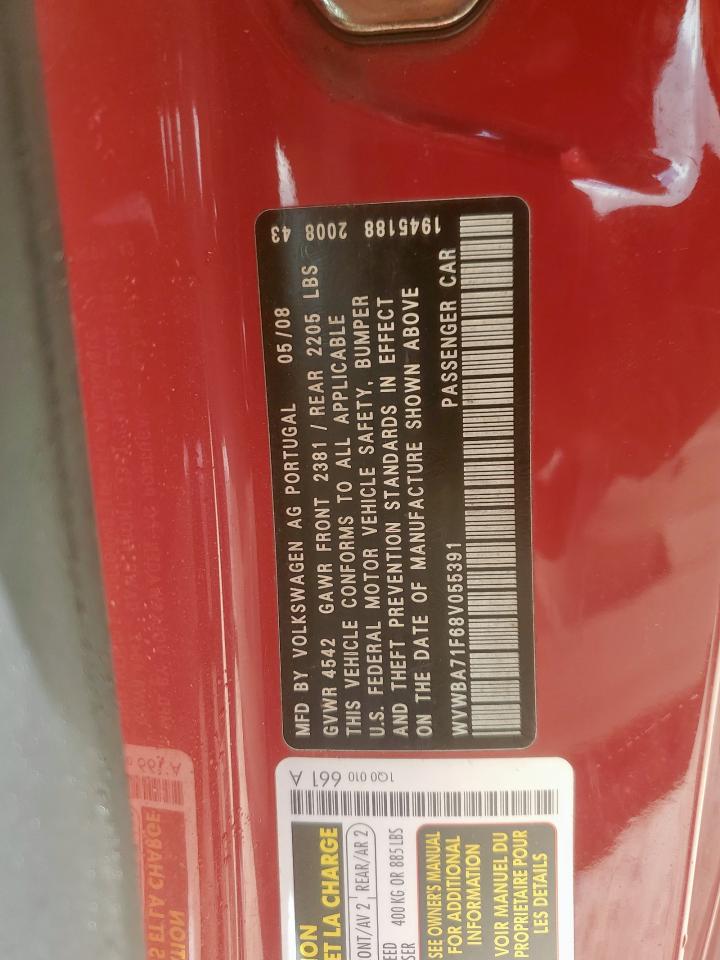 MFD BY VOLKSWAGEN AG PORTUGAL 05/08
GVWR 4542 GAWR FRONT 2381 / REAR 2205 LBS
THIS VEHICLE CONFORMS TO ALL APPLICABLE
U.S. FEDERAL MOTOR VEHICLE SAFETY, BUMPER
AND THEFT PREVENTION STANDARDS IN EFFECT
ON THE DATE OF MANUFACTURE SHOWN ABOVE
WVWBA71F68V055391 PASSENGER CAR
43 2008 1945188
1Q0 010 661 A
ION
ET LA CHARGE
ONT/AV 2 REAR/AR 2
EED 400 KG OR 885 LBS
SER
SEE OWNER'S MANUAL
FOR ADDITIONAL
INFORMATION
VOIR MANUEL DU
PROPRIETAIRE POUR
LES DETAILS